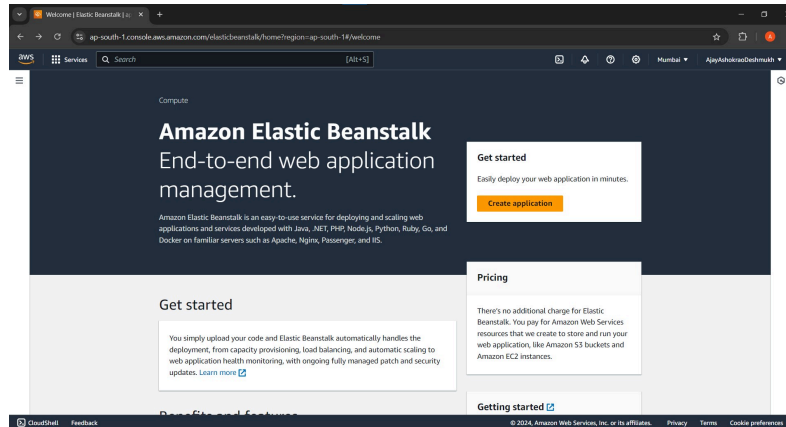 Welcome | Elastic Beanstalk | ap
ap-south-1.console.aws.amazon.com/elasticbeanstalk/home?region=ap-south-1#/welcome
A
aws
Services
Search
[Alt+S]
Mumbai
AjayAshokraoDeshmukh
Compute
Amazon Elastic Beanstalk
End-to-end web application
management.
Amazon Elastic Beanstalk is an easy-to-use service for deploying and scaling web
applications and services developed with Java, .NET, PHP, Node.js, Python, Ruby, Go, and
Docker on familiar servers such as Apache, Nginx, Passenger, and IIS.
Get started
Easily deploy your web application in minutes.
Create application
Pricing
There's no additional charge for Elastic
Beanstalk. You pay for Amazon Web Services
resources that we create to store and run your
web application, like Amazon S3 buckets and
Amazon EC2 instances.
Get started
You simply upload your code and Elastic Beanstalk automatically handles the
deployment, from capacity provisioning, load balancing, and automatic scaling to
web application health monitoring, with ongoing fully managed patch and security
updates. Learn more
Benefits and features
Getting started
CloudShell
Feedback
© 2024, Amazon Web Services, Inc. or its affiliates.
Privacy
Terms
Cookie preferences